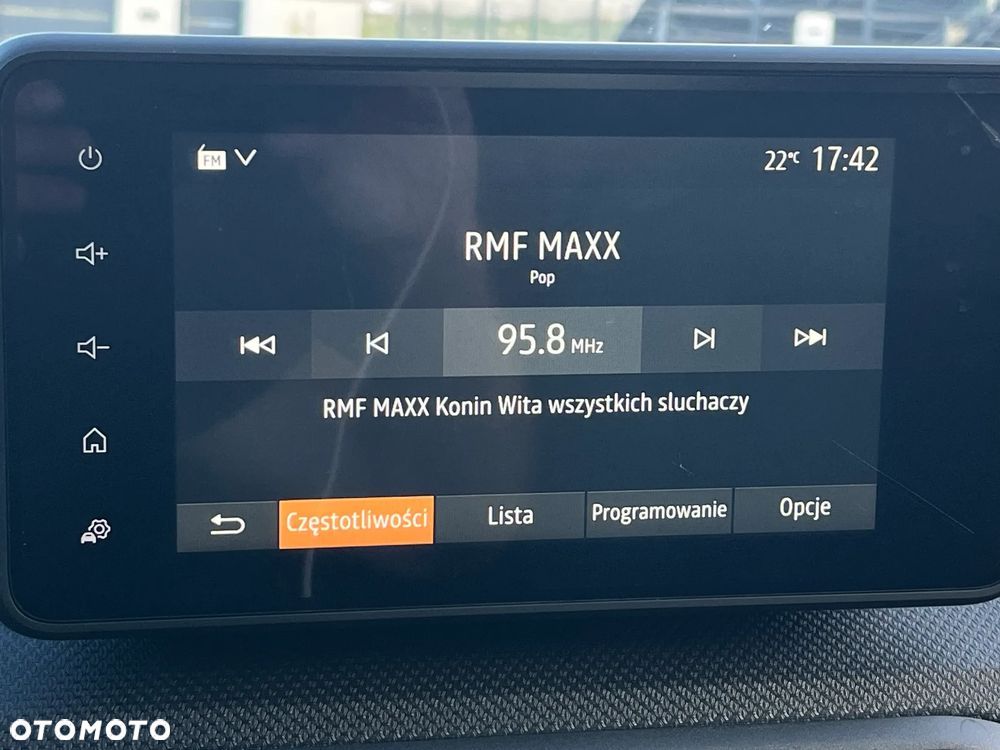 FM
22°C 17:42
RMF MAXX
Pop
95.8 MHz
RMF MAXX Konin Wita wszystkich sluchaczy
Częstotliwości Lista Programowanie Opcje
OTOMOTO